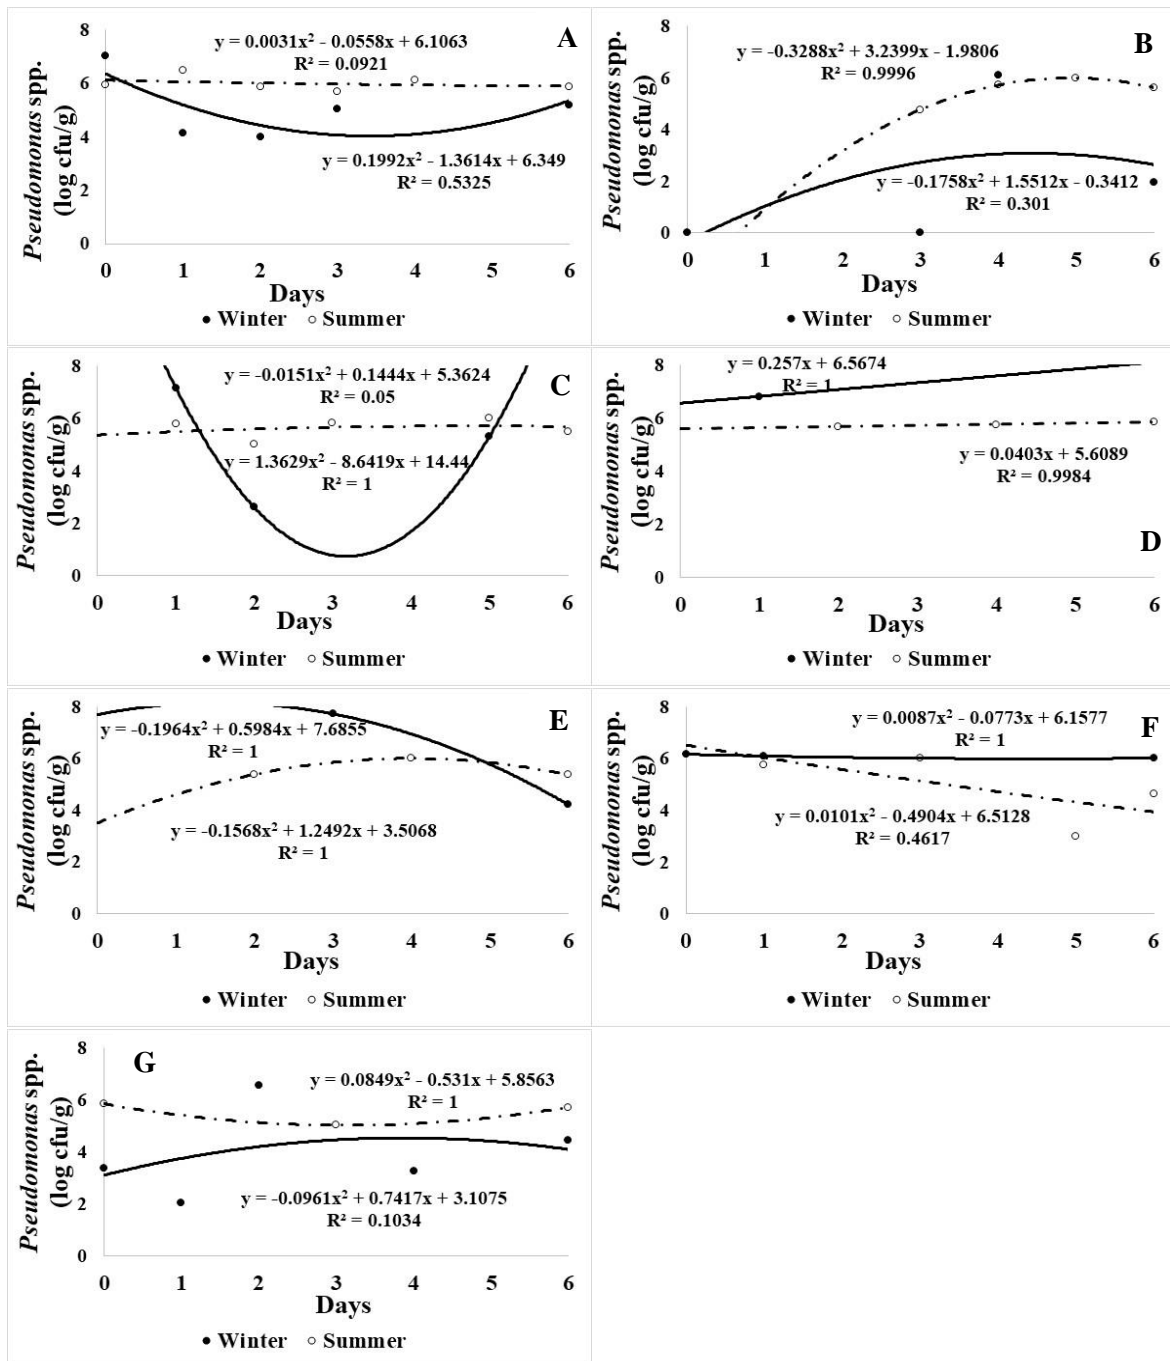 8
6
4
2
0
Pseudomonas spp.
(log cfu/g)
A
y = 0.0031x² - 0.0558x + 6.1063
R² = 0.0921
y = 0.1992x² - 1.3614x + 6.349
R² = 0.5325
0 1 2 3 4 5 6
Days
● Winter ○ Summer
8
6
4
2
0
Pseudomonas spp.
(log cfu/g)
B
y = -0.3288x² + 3.2399x - 1.9806
R² = 0.9996
y = -0.1758x² + 1.5512x - 0.3412
R² = 0.301
0 1 2 3 4 5 6
Days
● Winter ○ Summer
8
6
4
2
0
Pseudomonas spp.
(log cfu/g)
C
y = -0.0151x² + 0.1444x + 5.3624
R² = 0.05
y = 1.3629x² - 8.6419x + 14.44
R² = 1
0 1 2 3 4 5 6
Days
● Winter ○ Summer
8
6
4
2
0
Pseudomonas spp.
(log cfu/g)
y = 0.257x + 6.5674
R² = 1
y = 0.0403x + 5.6089
R² = 0.9984
D
0 1 2 3 4 5 6
Days
● Winter ○ Summer
8
6
4
2
0
Pseudomonas spp.
(log cfu/g)
E
y = -0.1964x² + 0.5984x + 7.6855
R² = 1
y = -0.1568x² + 1.2492x + 3.5068
R² = 1
0 1 2 3 4 5 6
Days
● Winter ○ Summer
8
6
4
2
0
Pseudomonas spp.
(log cfu/g)
F
y = 0.0087x² - 0.0773x + 6.1577
R² = 1
y = 0.0101x² - 0.4904x + 6.5128
R² = 0.4617
0 1 2 3 4 5 6
Days
● Winter ○ Summer
8
6
4
2
0
Pseudomonas spp.
(log cfu/g)
G
y = 0.0849x² - 0.531x + 5.8563
R² = 1
y = -0.0961x² + 0.7417x + 3.1075
R² = 0.1034
0 1 2 3 4 5 6
Days
● Winter ○ Summer